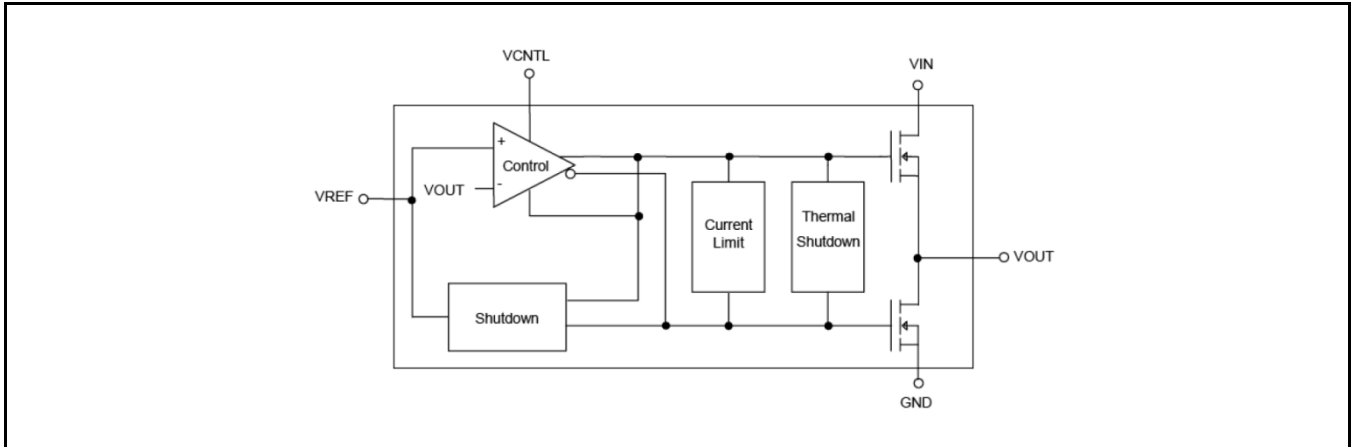 VCNTL
VIN
+
Control
VOUT
-
VREF
Current
Limit
Thermal
Shutdown
VOUT
Shutdown
GND